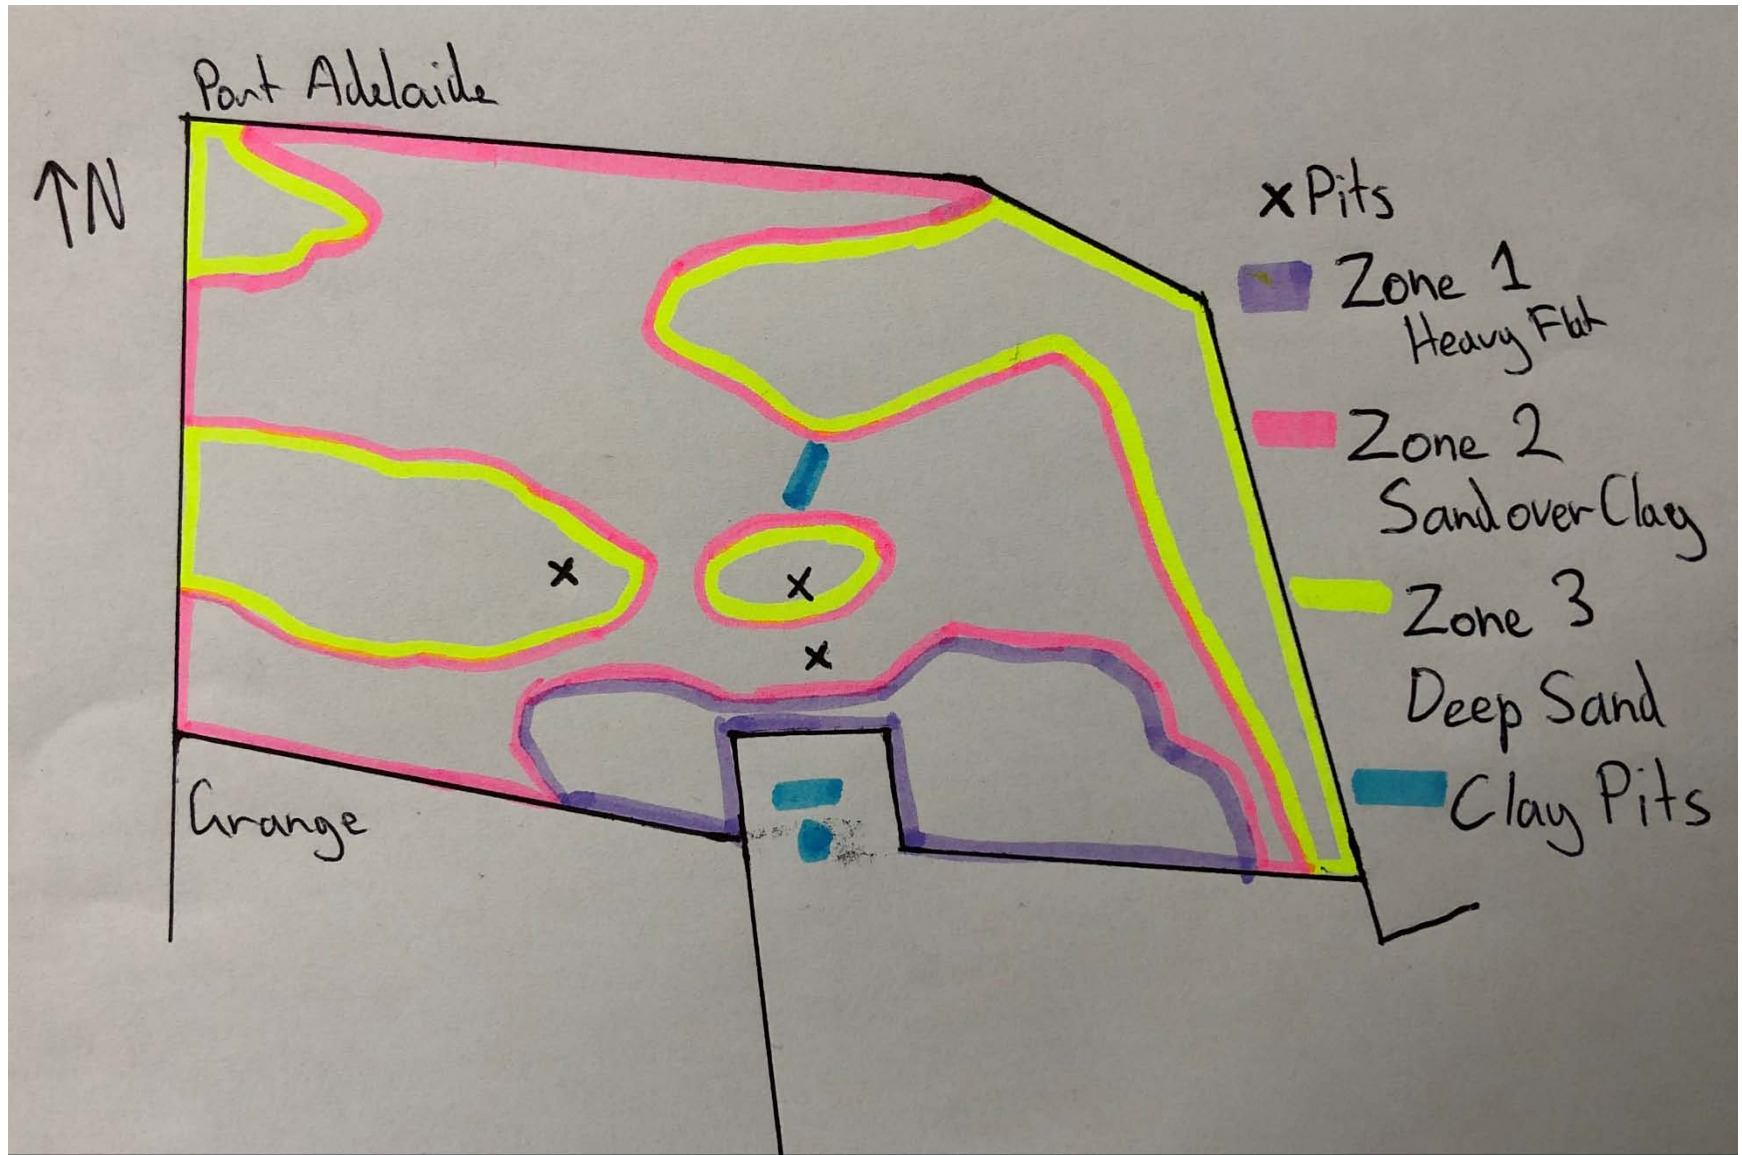 Port Adelaide
↑N
x Pits
Zone 1
Heavy Flat
Zone 2
Sand over Clay
Zone 3
Deep Sand
Clay Pits
Grange
x
x
x